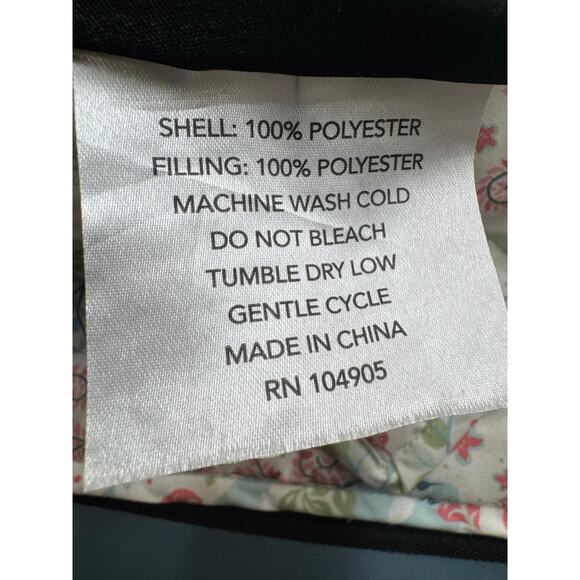 SHELL: 100% POLYESTER
FILLING: 100% POLYESTER
MACHINE WASH COLD
DO NOT BLEACH
TUMBLE DRY LOW
GENTLE CYCLE
MADE IN CHINA
RN 104905